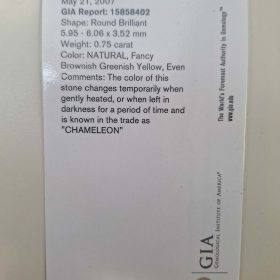 May 21, 2007
GIA Report: 15858402
Shape: Round Brilliant
5.95 - 6.06 x 3.52 mm
Weight: 0.75 carat
Color: NATURAL, Fancy
Brownish Greenish Yellow, Even
Comments: The color of this
stone changes temporarily when
gently heated, or when left in
darkness for a period of time and
is known in the trade as
"CHAMELEON"
The World's Foremost Authority in Gemology™
www.gia.edu
GIA
GEMOLOGICAL INSTITUTE OF AMERICA®